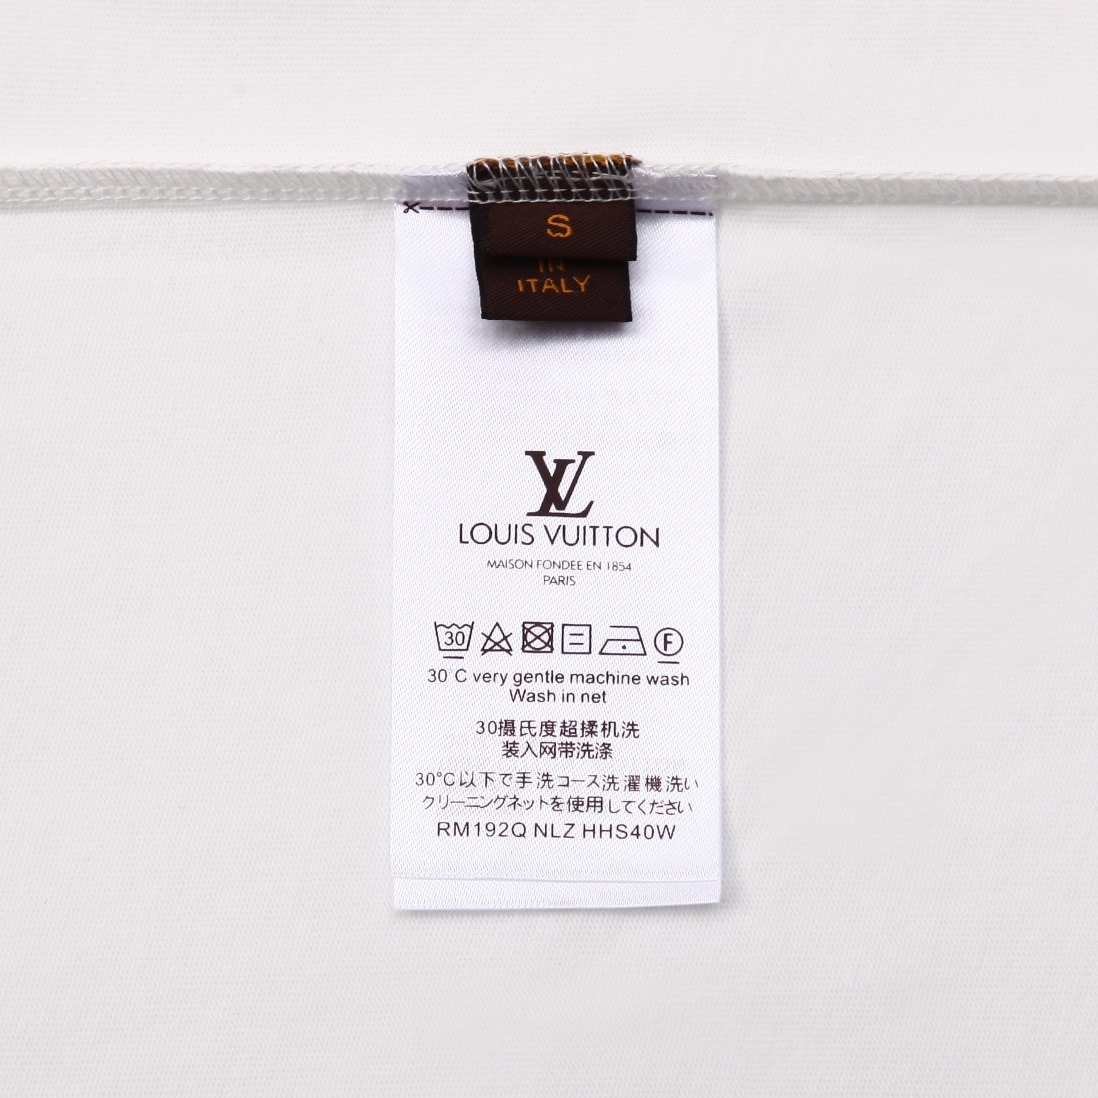 S
IN
ITALY
LV
LOUIS VUITTON
MAISON FONDEE EN 1854
PARIS
30 F
30 C very gentle machine wash
Wash in net
30摄氏度超揉机洗
装入网带洗涤
30°C以下で手洗コース洗濯機洗い
クリーニングネットを使用してください
RM192Q NLZ HHS40W